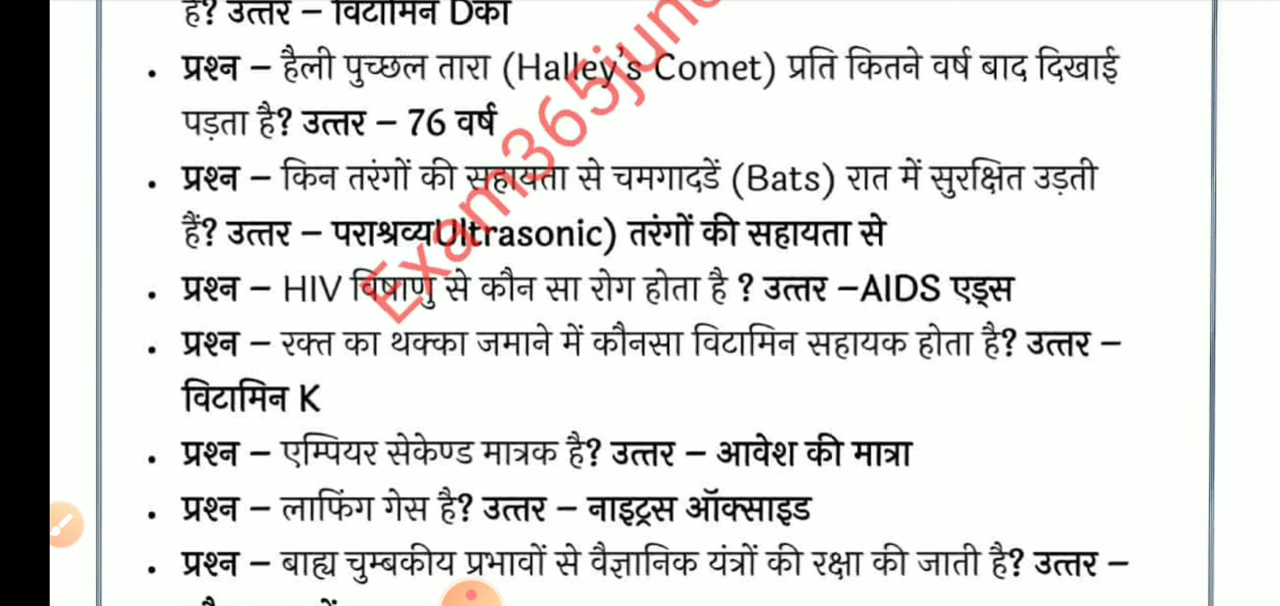 है? उत्तर – विटामिन Dका
• प्रश्न – हैली पुच्छल तारा (Halley's Comet) प्रति कितने वर्ष बाद दिखाई
पड़ता है? उत्तर – 76 वर्ष
• प्रश्न – किन तरंगों की सहायता से चमगादडें (Bats) रात में सुरक्षित उड़ती
हैं? उत्तर – पराश्रव्यUltrasonic) तरंगों की सहायता से
• प्रश्न – HIV विषाणु से कौन सा रोग होता है ? उत्तर –AIDS एड्स
• प्रश्न – रक्त का थक्का जमाने में कौनसा विटामिन सहायक होता है? उत्तर –
विटामिन K
• प्रश्न – एम्पियर सेकेण्ड मात्रक है? उत्तर – आवेश की मात्रा
• प्रश्न – लाफिंग गेस है? उत्तर – नाइट्रस ऑक्साइड
• प्रश्न – बाह्य चुम्बकीय प्रभावों से वैज्ञानिक यंत्रों की रक्षा की जाती है? उत्तर –
Exam365jun